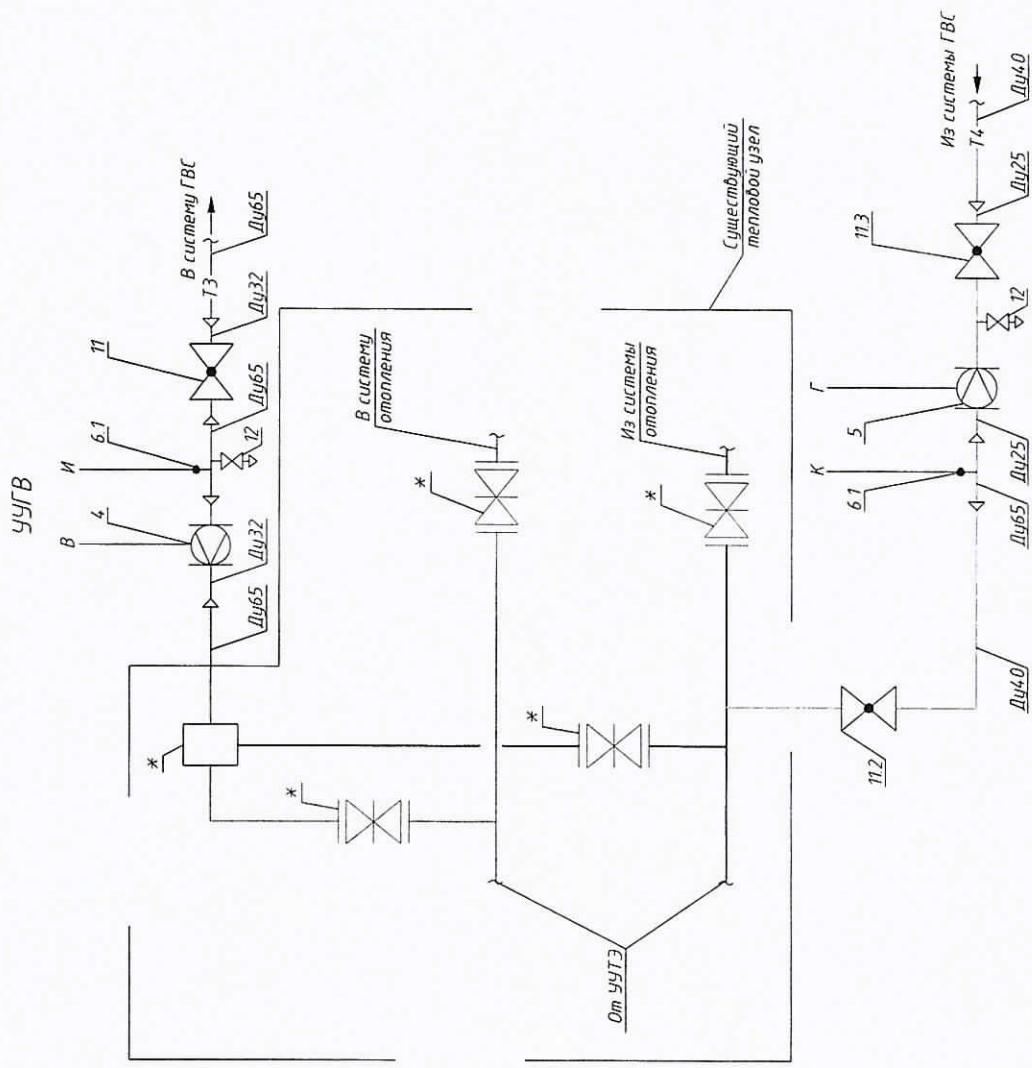 УУГВ
В
4
И
6.1
11
В систему ГВС
Т3
Ду65
Ду32
Ду65
12
Ду32
Ду65
*
*
*
В систему
отопления
*
Из системы
отопления
*
Существующий
тепловой узел
От УУТЭ
11.2
Ду40
К
6.1
Ду65
Ду25
5
Г
12
11.3
Ду25
Из системы ГВС
Т4
Ду40